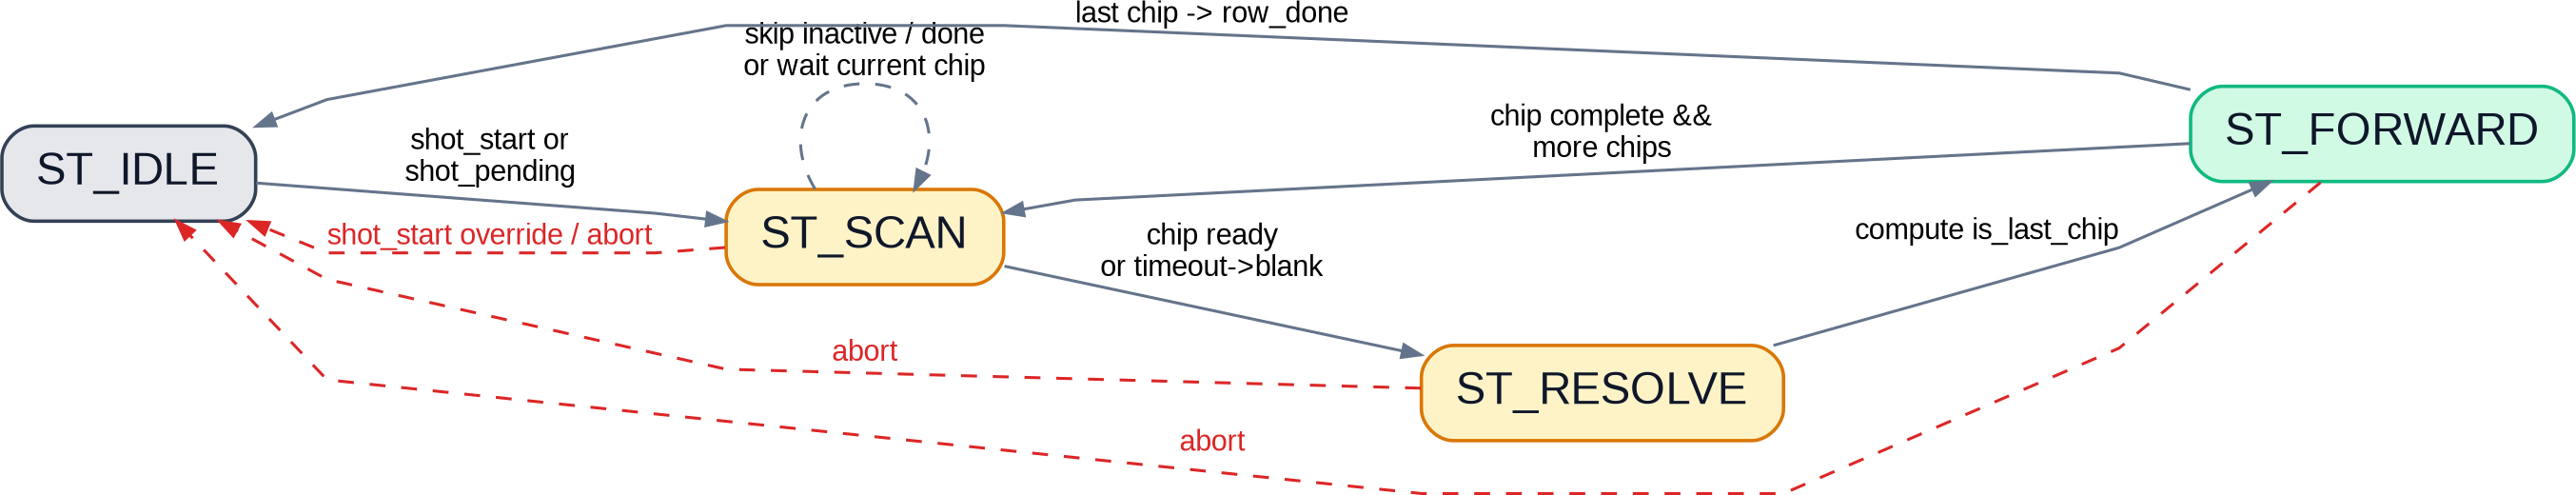 last chip -> row_done
skip inactive / done
or wait current chip
chip complete &&
more chips
ST_FORWARD
shot_start or
shot_pending
ST_IDLE
ST_SCAN
shot_start override / abort
chip ready
or timeout->blank
compute is_last_chip
abort
ST_RESOLVE
abort